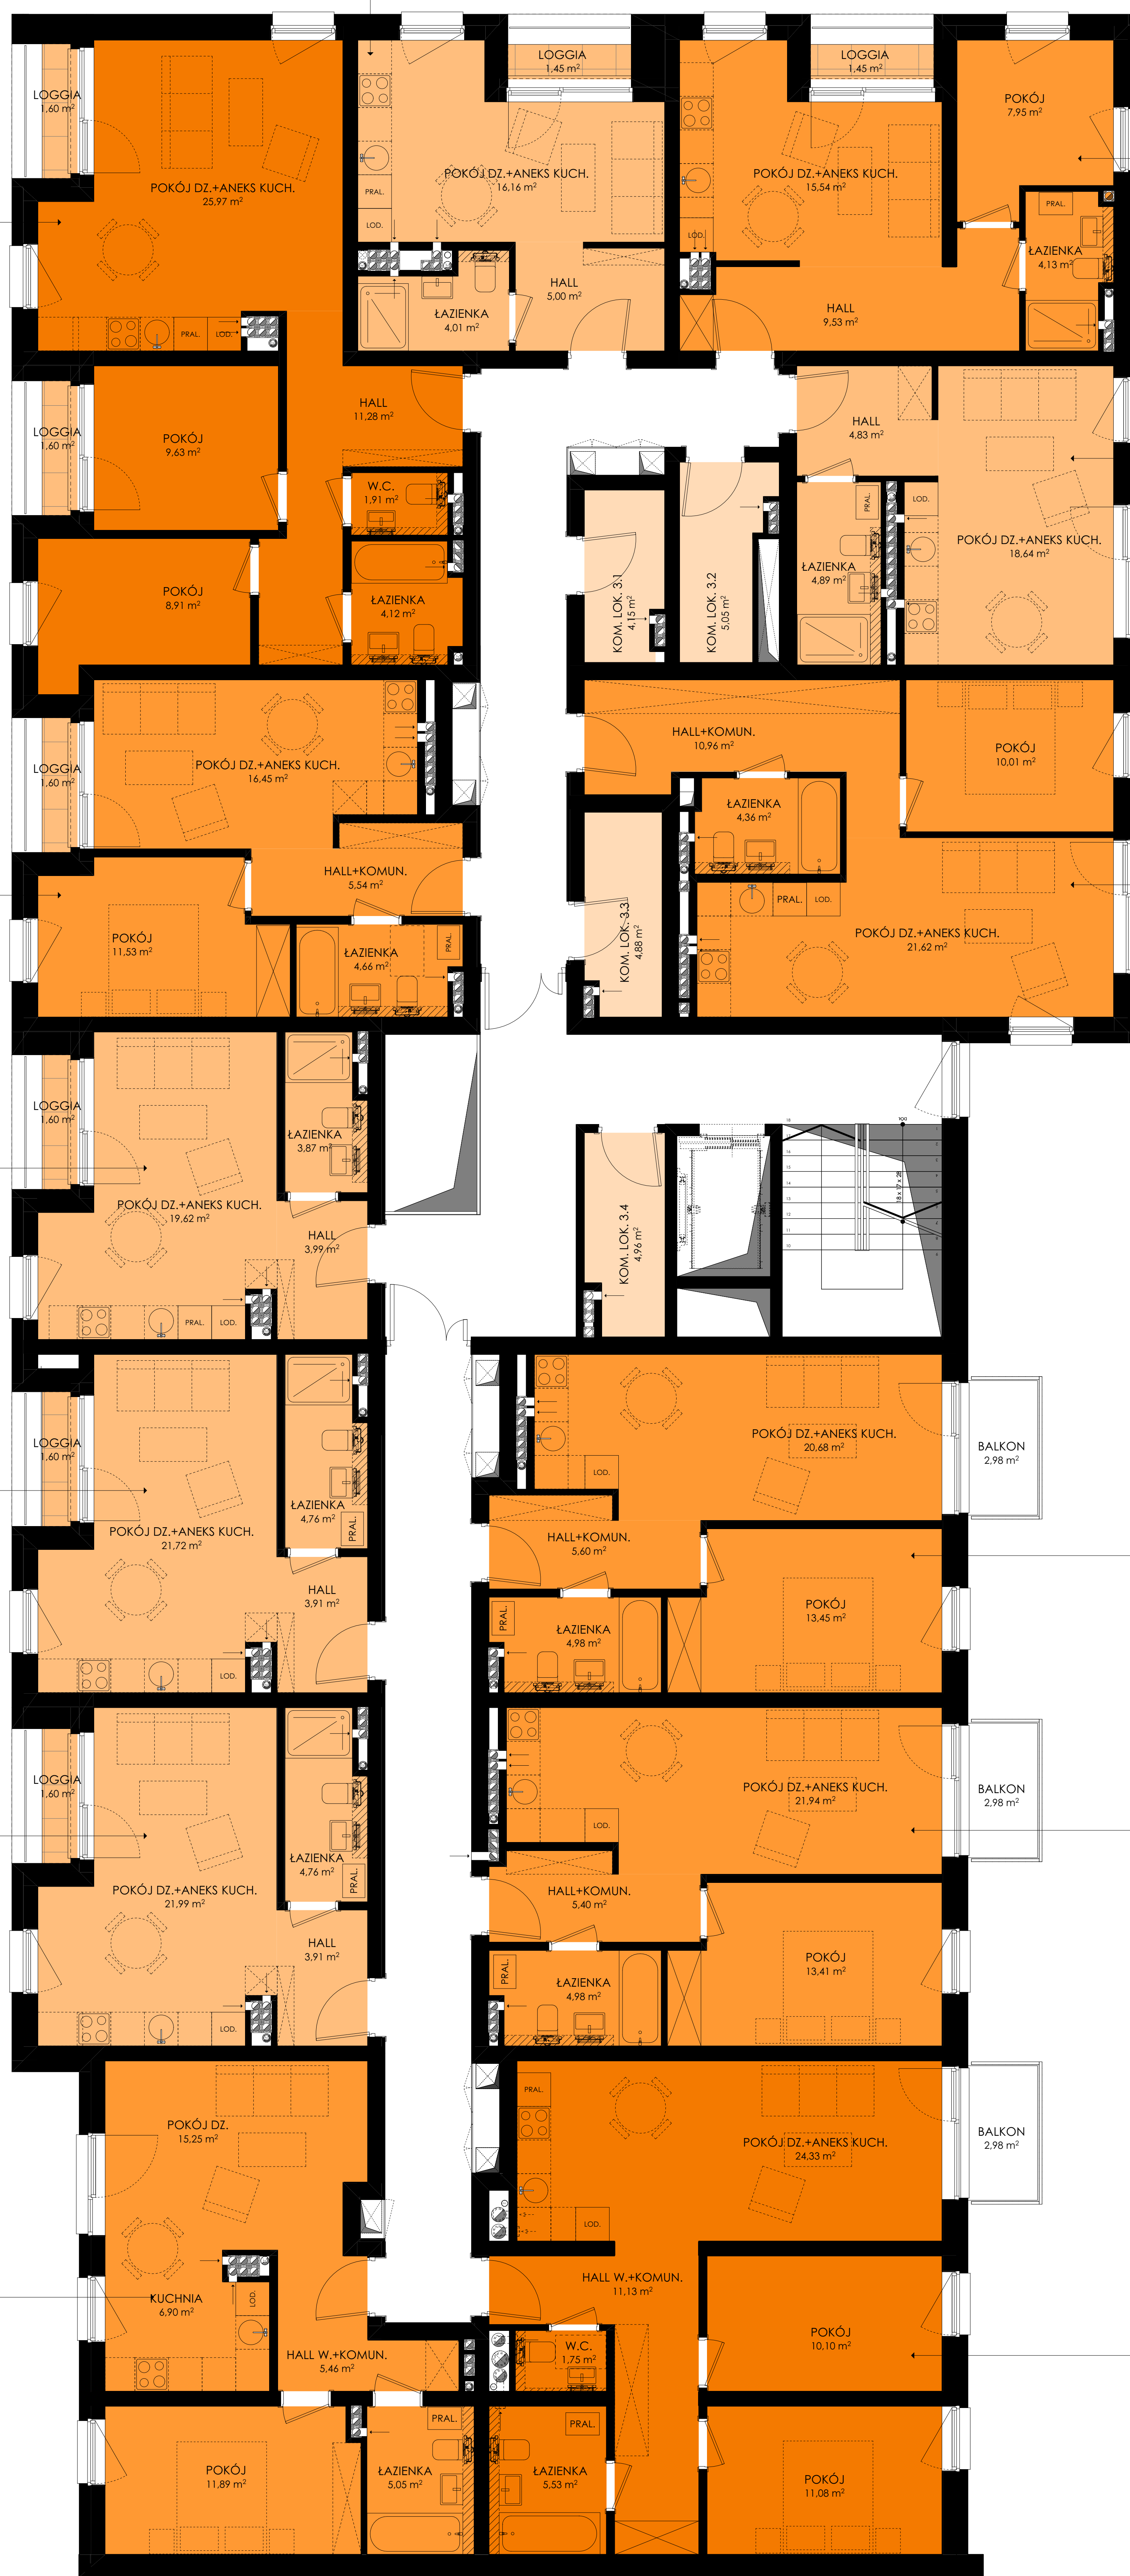 LOGGIA
1,60 m²
POKÓJ DZ.+ANEKS KUCH.
25,97 m²
PRAL.
LOD.
LOGGIA
1,45 m²
POKÓJ DZ.+ANEKS KUCH.
16,16 m²
PRAL.
LOD.
HALL
5,00 m²
ŁAZIENKA
4,01 m²
LOGGIA
1,45 m²
POKÓJ DZ.+ANEKS KUCH.
15,54 m²
LOD.
HALL
9,53 m²
POKÓJ
7,95 m²
PRAL.
ŁAZIENKA
4,13 m²
LOGGIA
1,60 m²
POKÓJ
9,63 m²
HALL
11,28 m²
W.C.
1,91 m²
POKÓJ
8,91 m²
ŁAZIENKA
4,12 m²
KOM. LOK. 3.1
4,15 m²
KOM. LOK. 3.2
5,05 m²
HALL
4,83 m²
PRAL.
LOD.
ŁAZIENKA
4,89 m²
POKÓJ DZ.+ANEKS KUCH.
18,64 m²
LOGGIA
1,60 m²
POKÓJ DZ.+ANEKS KUCH.
16,45 m²
HALL+KOMUN.
5,54 m²
POKÓJ
11,53 m²
ŁAZIENKA
4,66 m²
PRAL.
HALL+KOMUN.
10,96 m²
POKÓJ
10,01 m²
ŁAZIENKA
4,36 m²
KOM. LOK. 3.3
4,88 m²
PRAL.
LOD.
POKÓJ DZ.+ANEKS KUCH.
21,62 m²
LOGGIA
1,60 m²
ŁAZIENKA
3,87 m²
POKÓJ DZ.+ANEKS KUCH.
19,62 m²
HALL
3,99 m²
PRAL.
LOD.
KOM. LOK. 3.4
4,96 m²
18
16
15
14
13
12
11
10
18 x 17 x 28
LOGGIA
1,60 m²
ŁAZIENKA
4,76 m²
PRAL.
POKÓJ DZ.+ANEKS KUCH.
21,72 m²
HALL
3,91 m²
LOD.
POKÓJ DZ.+ANEKS KUCH.
20,68 m²
LOD.
BALKON
2,98 m²
HALL+KOMUN.
5,60 m²
PRAL.
ŁAZIENKA
4,98 m²
POKÓJ
13,45 m²
LOGGIA
1,60 m²
ŁAZIENKA
4,76 m²
PRAL.
POKÓJ DZ.+ANEKS KUCH.
21,99 m²
HALL
3,91 m²
LOD.
POKÓJ DZ.+ANEKS KUCH.
21,94 m²
LOD.
BALKON
2,98 m²
HALL+KOMUN.
5,40 m²
PRAL.
ŁAZIENKA
4,98 m²
POKÓJ
13,41 m²
POKÓJ DZ.
15,25 m²
KUCHNIA
6,90 m²
LOD.
HALL W.+KOMUN.
5,46 m²
POKÓJ
11,89 m²
PRAL.
ŁAZIENKA
5,05 m²
PRAL.
POKÓJ DZ.+ANEKS KUCH.
24,33 m²
LOD.
BALKON
2,98 m²
HALL W.+KOMUN.
11,13 m²
W.C.
1,75 m²
POKÓJ
10,10 m²
PRAL.
ŁAZIENKA
5,53 m²
POKÓJ
11,08 m²